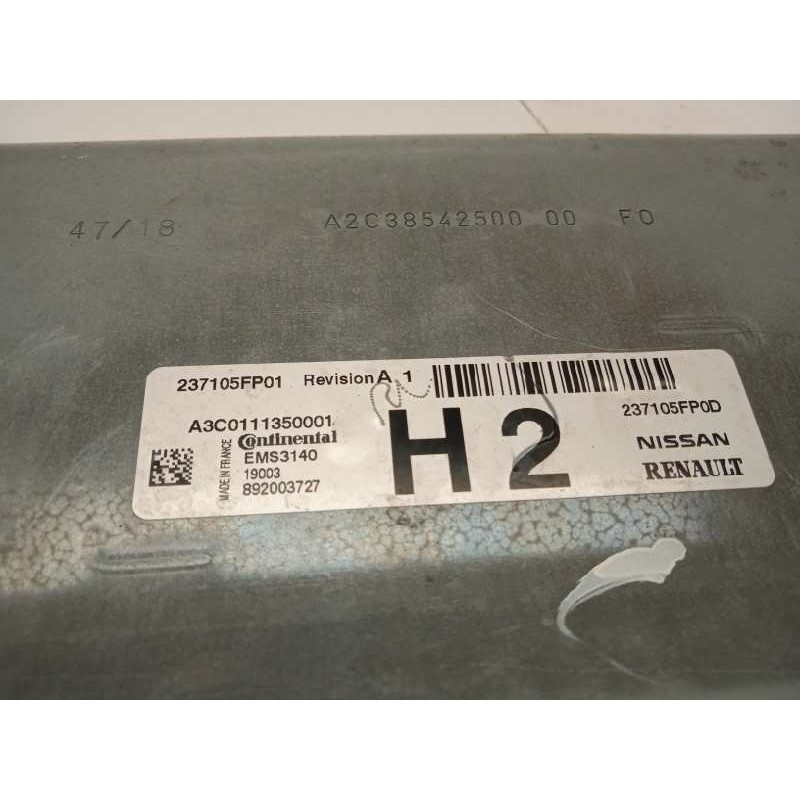 47/18 A2C38542500 00 F0
237105FP01 Revision A 1
A3C0111350001
Continental
EMS3140
19003
892003727
MADE IN FRANCE
H2
237105FP0D
NISSAN
RENAULT